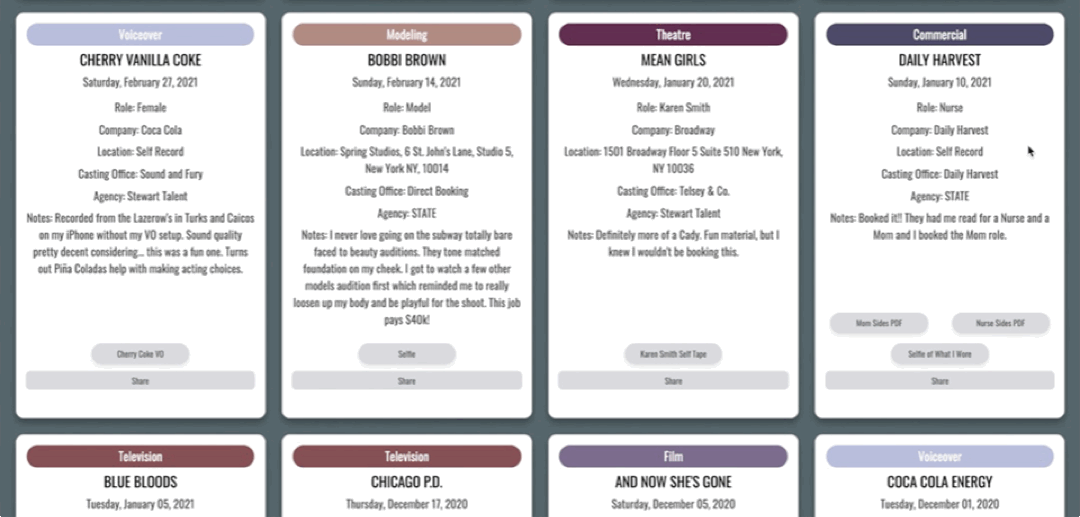 Voiceover
CHERRY VANILLA COKE
Saturday, February 27, 2021
Role: Female
Company: Coca Cola
Location: Self Record
Casting Office: Sound and Fury
Agency: Stewart Talent
Notes: Recorded from the Lazerow's in Turks and Caicos
on my iPhone without my VO setup. Sound quality
pretty decent considering... this was a fun one. Turns
out Piña Coladas help with making acting choices.
Cherry Coke VO
Share
Modeling
BOBBI BROWN
Sunday, February 14, 2021
Role: Model
Company: Bobbi Brown
Location: Spring Studios, 6 St. John's Lane, Studio 5,
New York NY, 10014
Casting Office: Direct Booking
Agency: STATE
Notes: I never love going on the subway totally bare
faced to beauty auditions. They tone matched
foundation on my cheek. I got to watch a few other
models audition first which reminded me to really
loosen up my body and be playful for the shoot. This job
pays $40k!
Selfie
Share
Theatre
MEAN GIRLS
Wednesday, January 20, 2021
Role: Karen Smith
Company: Broadway
Location: 1501 Broadway Floor 5 Suite 510 New York,
NY 10036
Casting Office: Telsey & Co.
Agency: Stewart Talent
Notes: Definitely more of a Cady. Fun material, but I
knew I wouldn't be booking this.
Karen Smith Self Tape
Share
Commercial
DAILY HARVEST
Sunday, January 10, 2021
Role: Nurse
Company: Daily Harvest
Location: Self Record
Casting Office: Daily Harvest
Agency: STATE
Notes: Booked it!! They had me read for a Nurse and a
Mom and I booked the Mom role.
Mom Sides PDF
Nurse Sides PDF
Selfie of What I Wore
Share
Television
BLUE BLOODS
Tuesday, January 05, 2021
Television
CHICAGO P.D.
Thursday, December 17, 2020
Film
AND NOW SHE'S GONE
Saturday, December 05, 2020
Voiceover
COCA COLA ENERGY
Tuesday, December 01, 2020